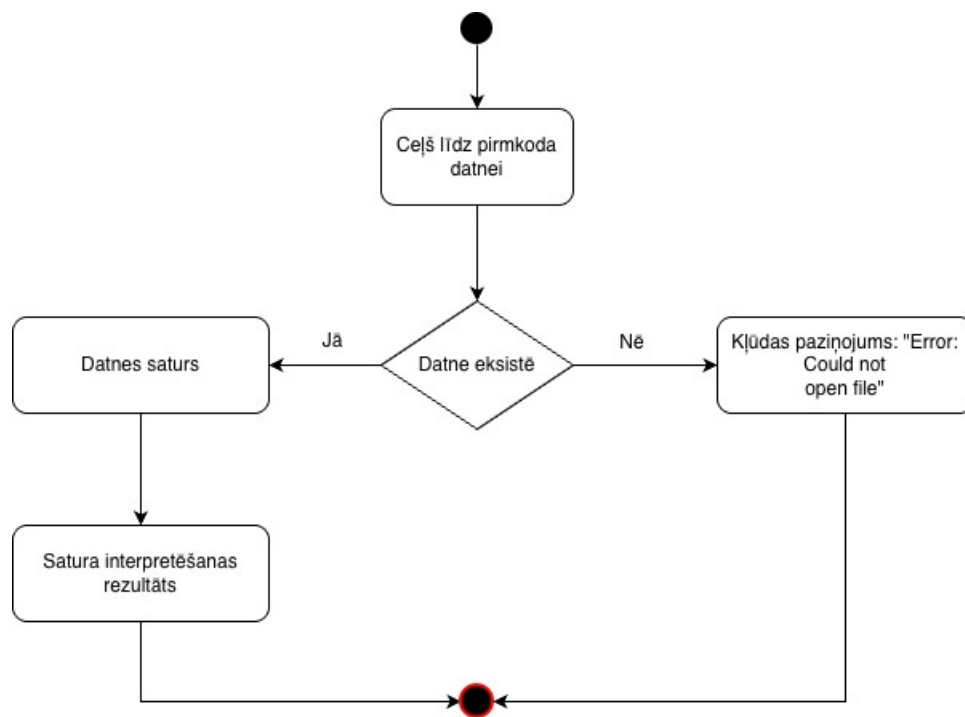 Ceļš līdz pirmkoda
datnei
Jā
Datne eksistē
Nē
Datnes saturs
Kļūdas paziņojums: "Error:
Could not
open file"
Satura interpretēšanas
rezultāts